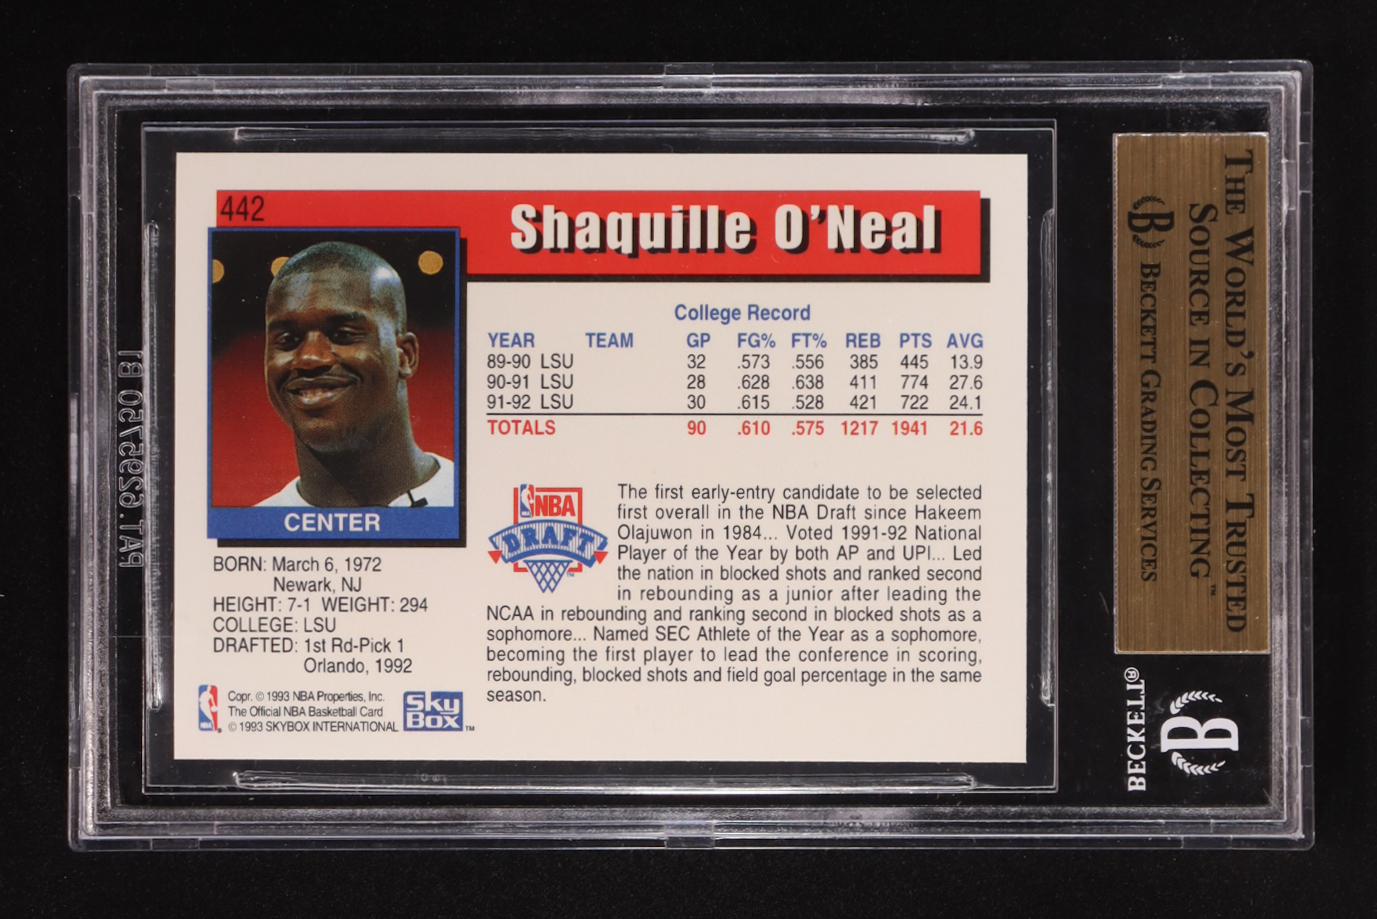 442
Shaquille O'Neal
College Record
YEAR TEAM GP FG% FT% REB PTS AVG
89-90 LSU 32 .573 .556 385 445 13.9
90-91 LSU 28 .628 .638 411 774 27.6
91-92 LSU 30 .615 .528 421 722 24.1
TOTALS 90 .610 .575 1217 1941 21.6
CENTER
BORN: March 6, 1972
Newark, NJ
HEIGHT: 7-1 WEIGHT: 294
COLLEGE: LSU
DRAFTED: 1st Rd-Pick 1
Orlando, 1992
NBA
DRAFT
The first early-entry candidate to be selected
first overall in the NBA Draft since Hakeem
Olajuwon in 1984... Voted 1991-92 National
Player of the Year by both AP and UPI... Led
the nation in blocked shots and ranked second
in rebounding as a junior after leading the
NCAA in rebounding and ranking second in blocked shots as a
sophomore... Named SEC Athlete of the Year as a sophomore,
becoming the first player to lead the conference in scoring,
rebounding, blocked shots and field goal percentage in the same
season.
NBA
Copr. © 1993 NBA Properties, Inc.
The Official NBA Basketball Card
© 1993 SKYBOX INTERNATIONAL
SkyBox™
THE WORLD'S MOST TRUSTED
SOURCE IN COLLECTING™
B BECKETT GRADING SERVICES
BECKETT®
B
PAT. 6295750 B1